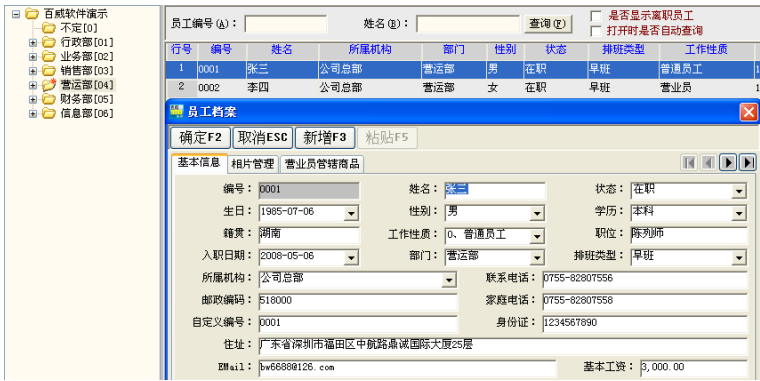 百威软件演示
不定[0]
行政部[01]
业务部[02]
销售部[03]
营运部[04]
财务部[05]
信息部[06]
员工编号(A): 姓名(B): 查询(F) 是否显示离职员工
打开时是否自动查询
行号 编号 姓名 所属机构 部门 性别 状态 排班类型 工作性质
1 0001 张三 公司总部 营运部 男 在职 早班 普通员工 1
2 0002 李四 公司总部 营运部 女 在职 早班 营业员 1
员工档案
确定F2 取消ESC 新增F3 粘贴F5
基本信息 相片管理 营业员管辖商品
编号: 0001 姓名: 张三 状态: 在职
生日: 1985-07-06 性别: 男 学历: 本科
籍贯: 湖南 工作性质: 0、普通员工 职位: 陈列师
入职日期: 2008-05-06 部门: 营运部 排班类型: 早班
所属机构: 公司总部 联系电话: 0755-82807556
邮政编码: 518000 家庭电话: 0755-82807558
自定义编号: 0001 身份证: 1234567890
住址: 广东省深圳市福田区中航路鼎诚国际大厦25层
EMail: bw6688@126.com 基本工资: 3,000.00